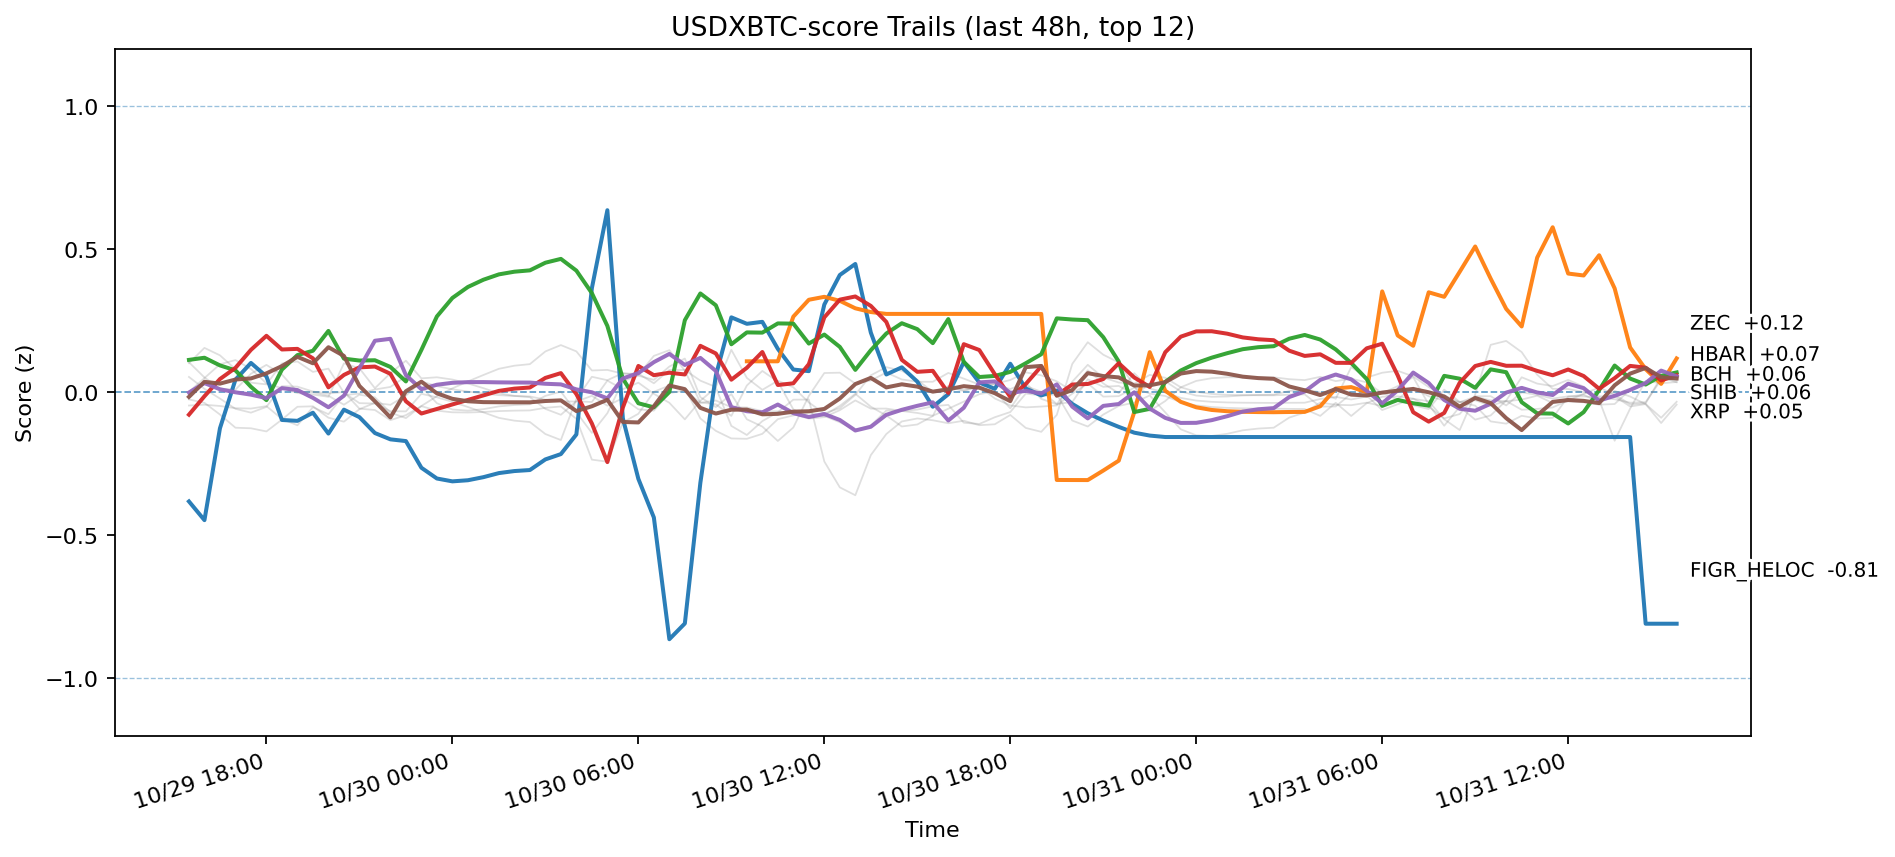 USDXBTC-score Trails (last 48h, top 12)
Score (z)
1.0
0.5
0.0
−0.5
−1.0
ZEC +0.12
HBAR +0.07
BCH +0.06
SHIB +0.06
XRP +0.05
FIGR_HELOC -0.81
10/29 18:00
10/30 00:00
10/30 06:00
10/30 12:00
10/30 18:00
10/31 00:00
10/31 06:00
10/31 12:00
Time